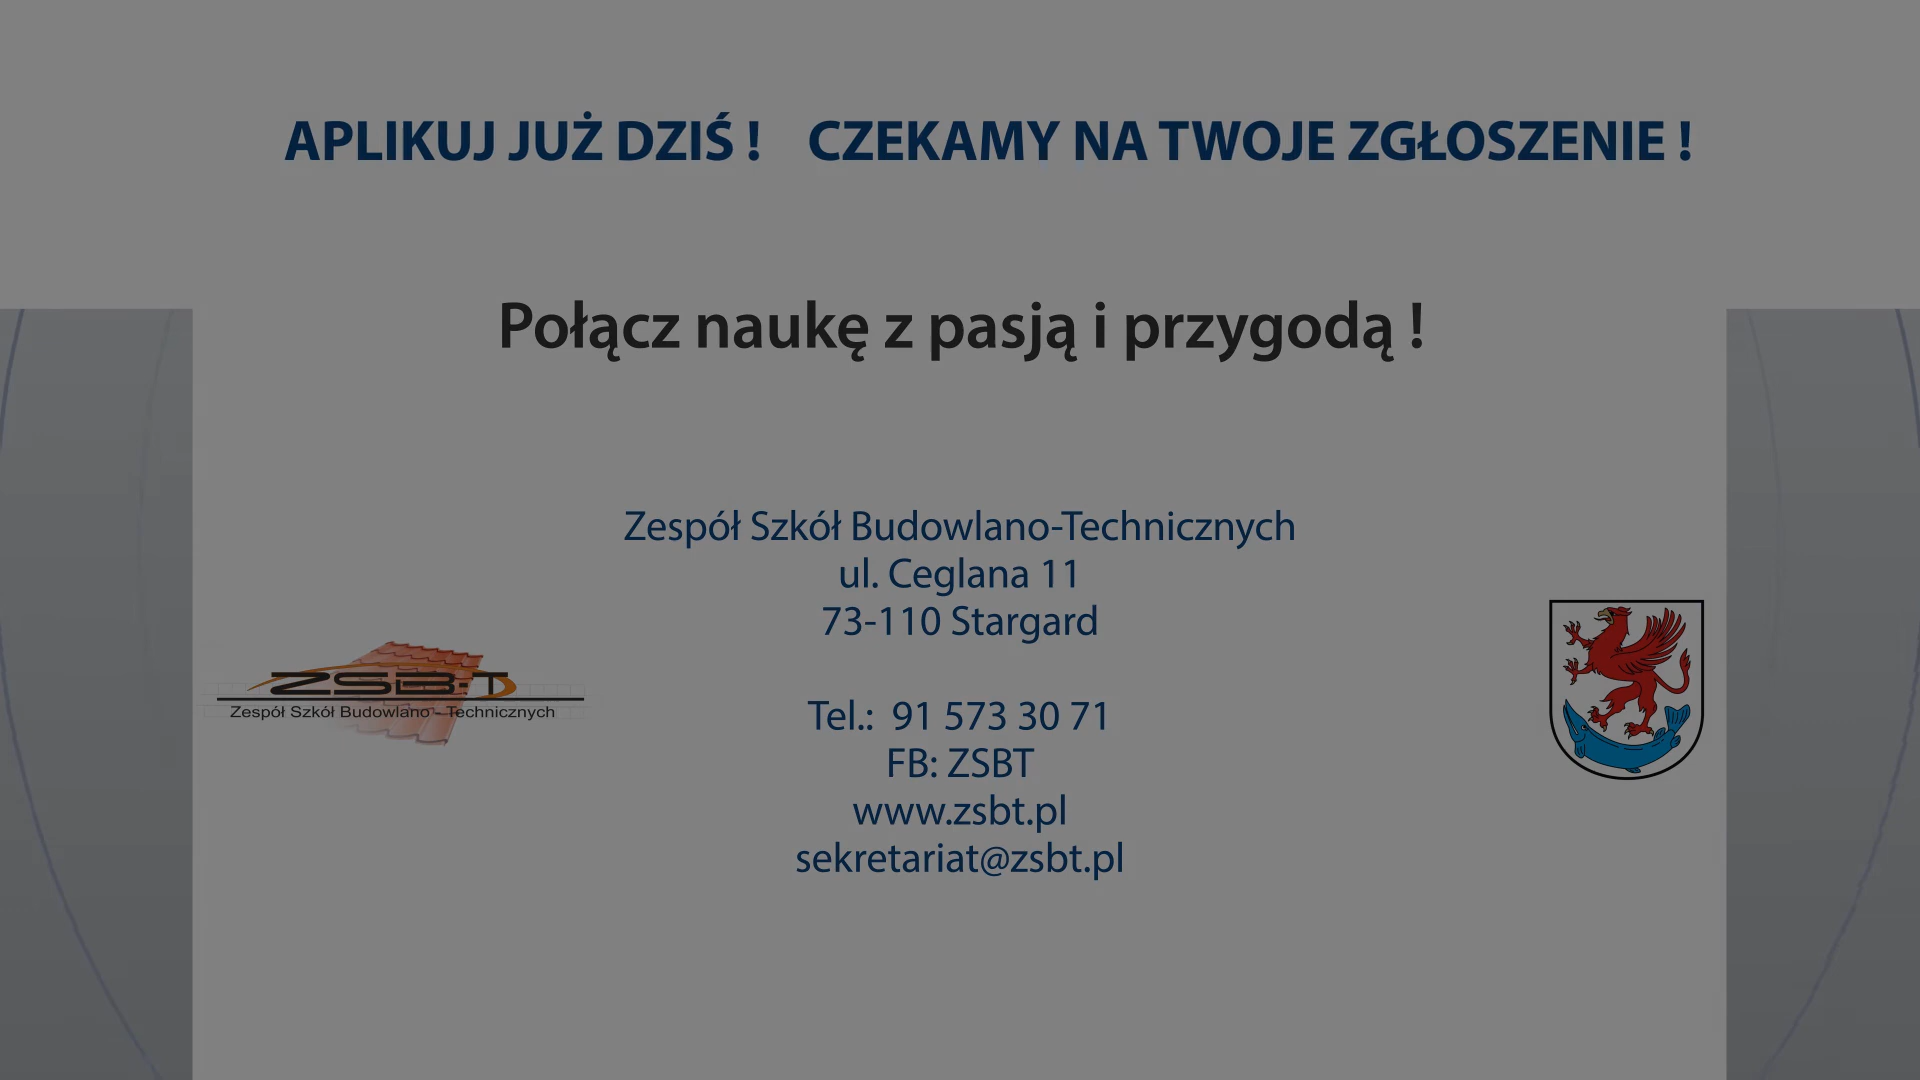 APLIKUJ JUŻ DZIŚ ! CZEKAMY NA TWOJE ZGŁOSZENIE !
Połącz naukę z pasją i przygodą !
Zespół Szkół Budowlano-Technicznych
ul. Ceglana 11
73-110 Stargard
ZSB-T
Zespół Szkół Budowlano - Technicznych
Tel.: 91 573 30 71
FB: ZSBT
www.zsbt.pl
sekretariat@zsbt.pl